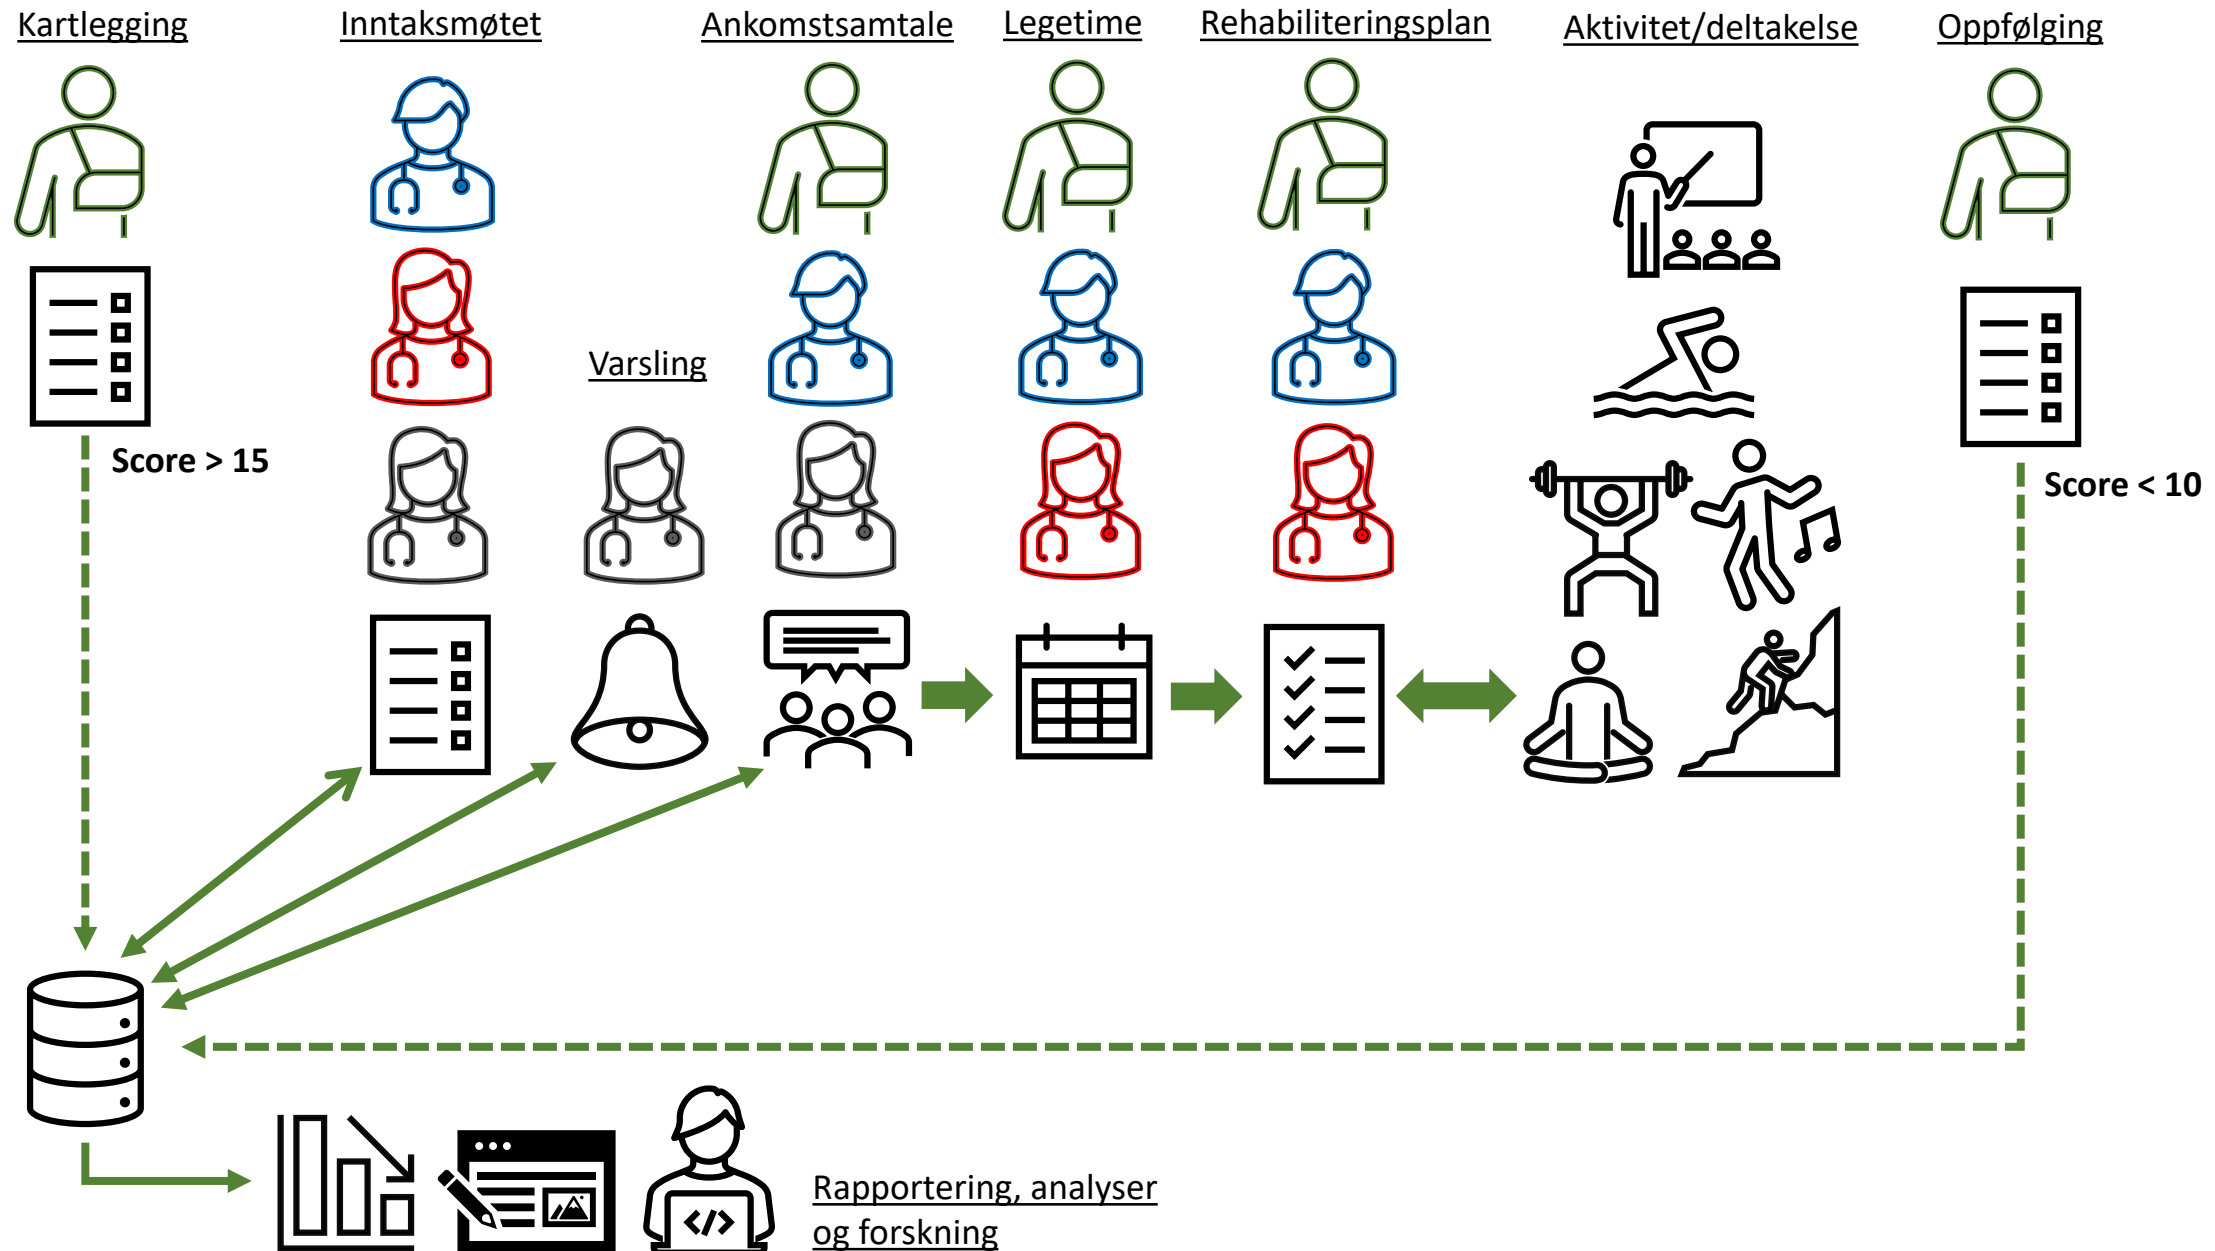 Kartlegging
Inntaksmøtet
Ankomstsamtale
Legetime
Rehabiliteringsplan
Aktivitet/deltakelse
Oppfølging
Varsling
Score > 15
Score < 10
</>
Rapportering, analyser
og forskning